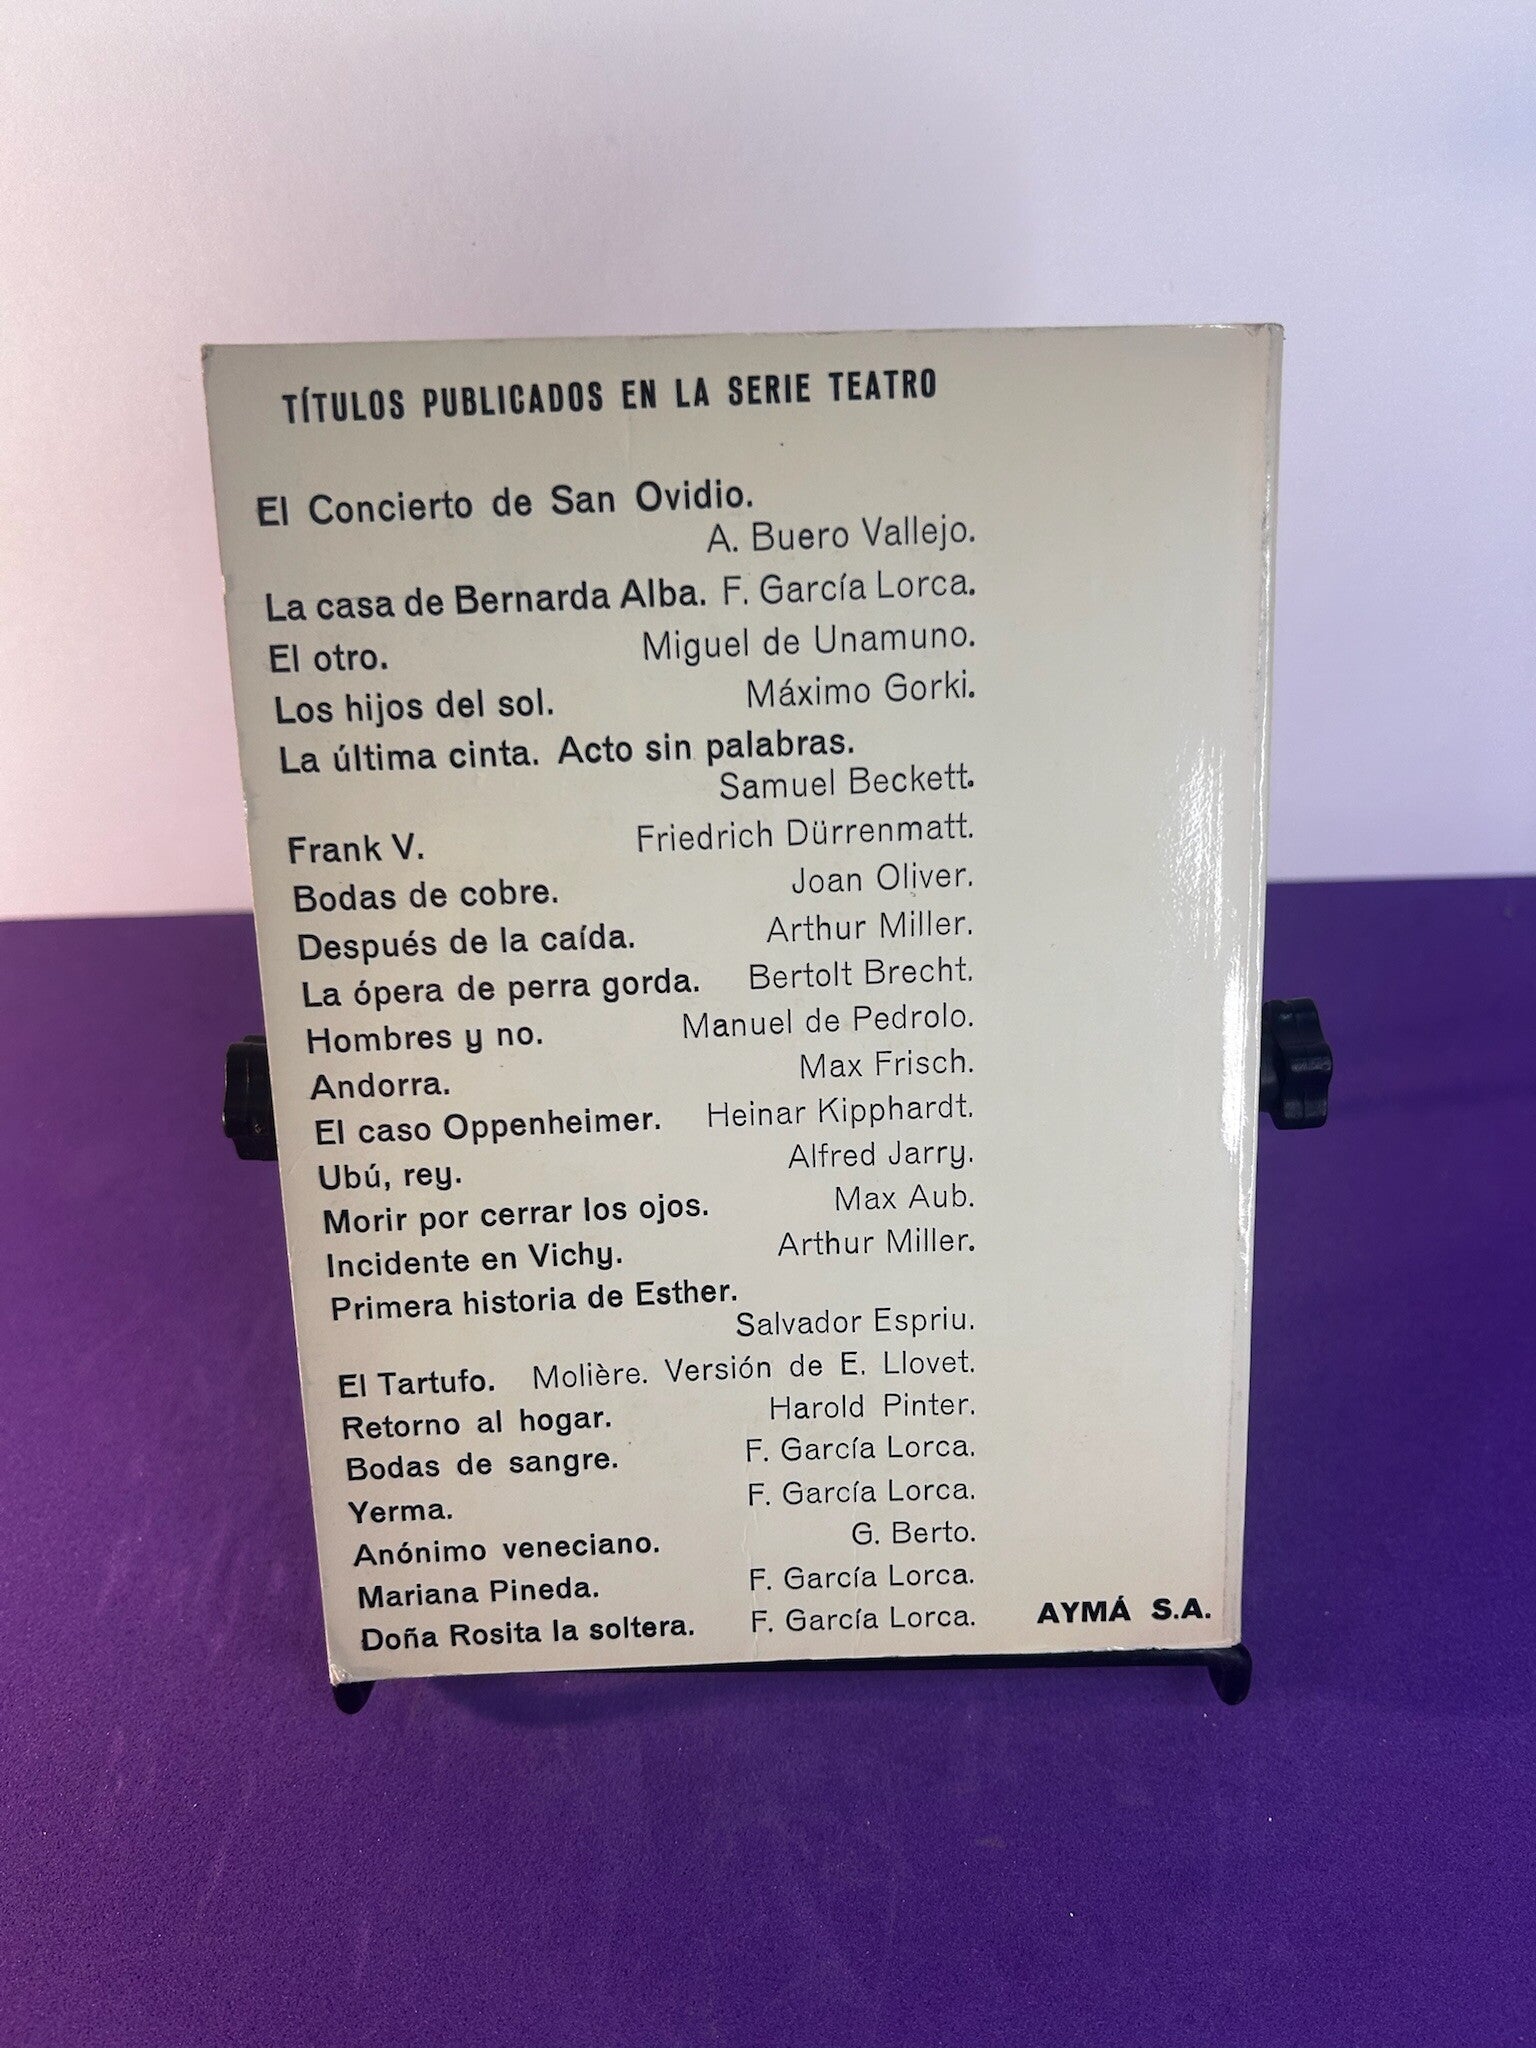 TÍTULOS PUBLICADOS EN LA SERIE TEATRO
El Concierto de San Ovidio.
A. Buero Vallejo.
La casa de Bernarda Alba. F. García Lorca.
El otro. Miguel de Unamuno.
Los hijos del sol. Máximo Gorki.
La última cinta. Acto sin palabras.
Samuel Beckett.
Frank V. Friedrich Dürrenmatt.
Bodas de cobre. Joan Oliver.
Después de la caída. Arthur Miller.
La ópera de perra gorda. Bertolt Brecht.
Hombres y no. Manuel de Pedrolo.
Andorra. Max Frisch.
El caso Oppenheimer. Heinar Kipphardt.
Ubú, rey. Alfred Jarry.
Morir por cerrar los ojos. Max Aub.
Incidente en Vichy. Arthur Miller.
Primera historia de Esther.
Salvador Espriu.
El Tartufo. Molière. Versión de E. Llovet.
Retorno al hogar. Harold Pinter.
Bodas de sangre. F. García Lorca.
Yerma. F. García Lorca.
Anónimo veneciano. G. Berto.
Mariana Pineda. F. García Lorca.
Doña Rosita la soltera. F. García Lorca.
AYMÁ S.A.